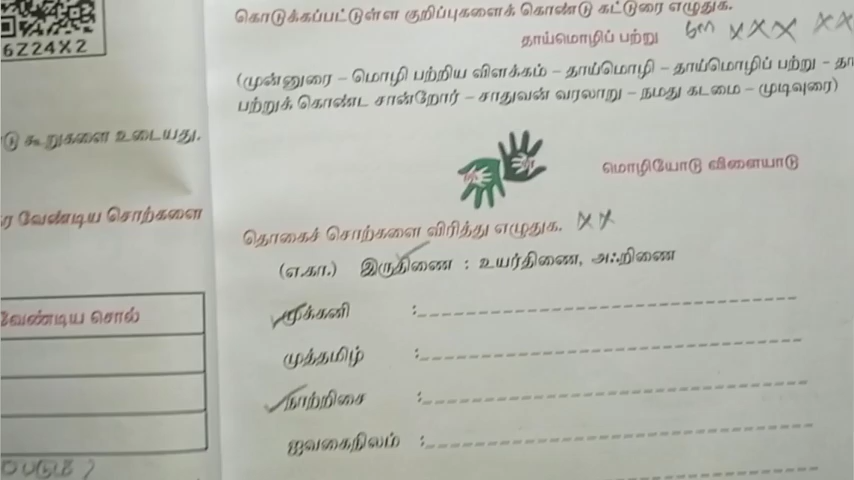 6Z24X2
கொடுக்கப்பட்டுள்ள குறிப்புகளைக் கொண்டு கட்டுரை எழுதுக.
தாய்மொழிப் பற்று
(முன்னுரை – மொழி பற்றிய விளக்கம் – தாய்மொழி – தாய்மொழிப் பற்று –
பற்றுக் கொண்ட சான்றோர் – சாதுவன் வரலாறு – நமது கடமை – முடிவுரை)
கூறுகளை உடையது.
மொழியோடு விளையாடு
வேண்டிய சொற்களை
தொகைச் சொற்களை விரித்து எழுதுக. XX
(எ.கா.) இருதிணை : உயர்திணை, அஃறிணை
வேண்டிய சொல்
முக்கனி :
முத்தமிழ் :
நாற்றிசை :
ஐவகைநிலம் :